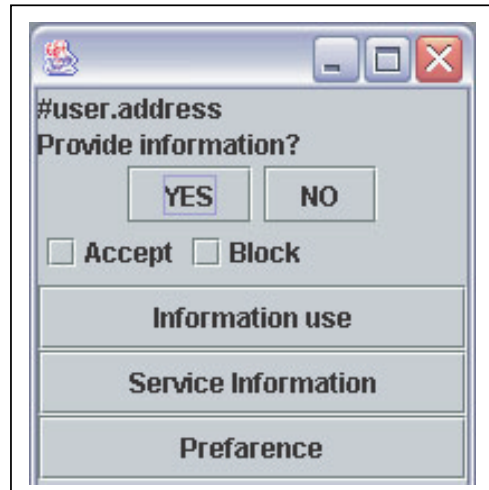 #user.address
Provide information?
YES NO
Accept Block
Information use
Service Information
Prefarence